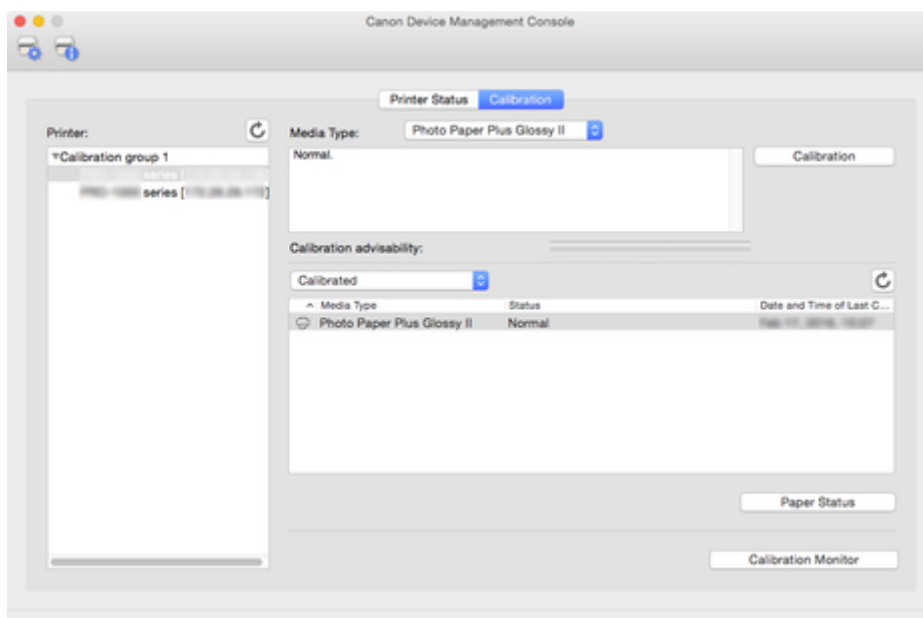 Canon Device Management Console
Printer Status Calibration
Printer:
Calibration group 1
series [
series [ ]
Media Type: Photo Paper Plus Glossy II
Normal.
Calibration
Calibration advisability:
Calibrated
Media Type Status Date and Time of Last C...
Photo Paper Plus Glossy II Normal
Paper Status
Calibration Monitor